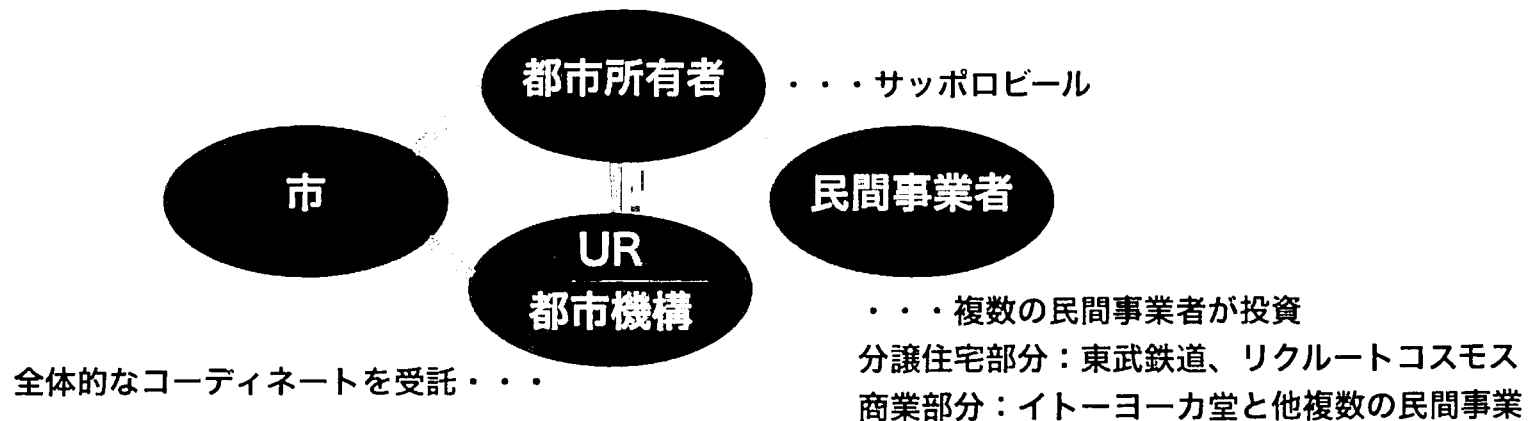 都市所有者
・・・サッポロビール
市
民間事業者
UR
都市機構
・・・複数の民間事業者が投資
分譲住宅部分：東武鉄道、リクルートコスモス
商業部分：イトーヨーカ堂と他複数の民間事業
全体的なコーディネートを受託・・・